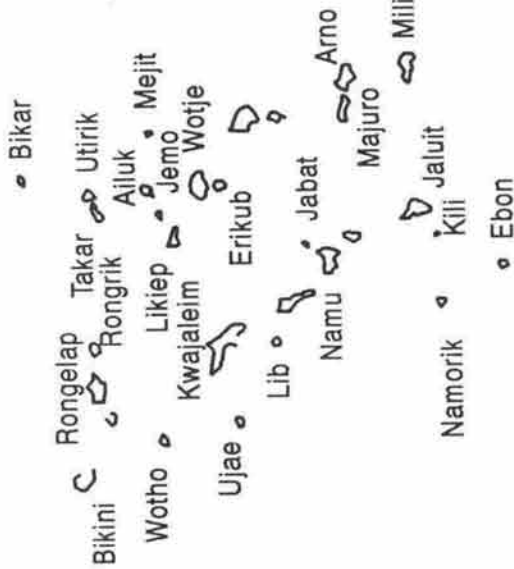 Bikar
Rongelap
Takar
Utirik
Bikini
Rongrik
Ailuk
Mejit
Wotho
Likiep
Jemo
Kwajaleim
Wotje
Ujae
Erikub
Lib
Jabat
Namu
Arno
Majuro
Mili
Jaluit
Namorik
Kili
Ebon